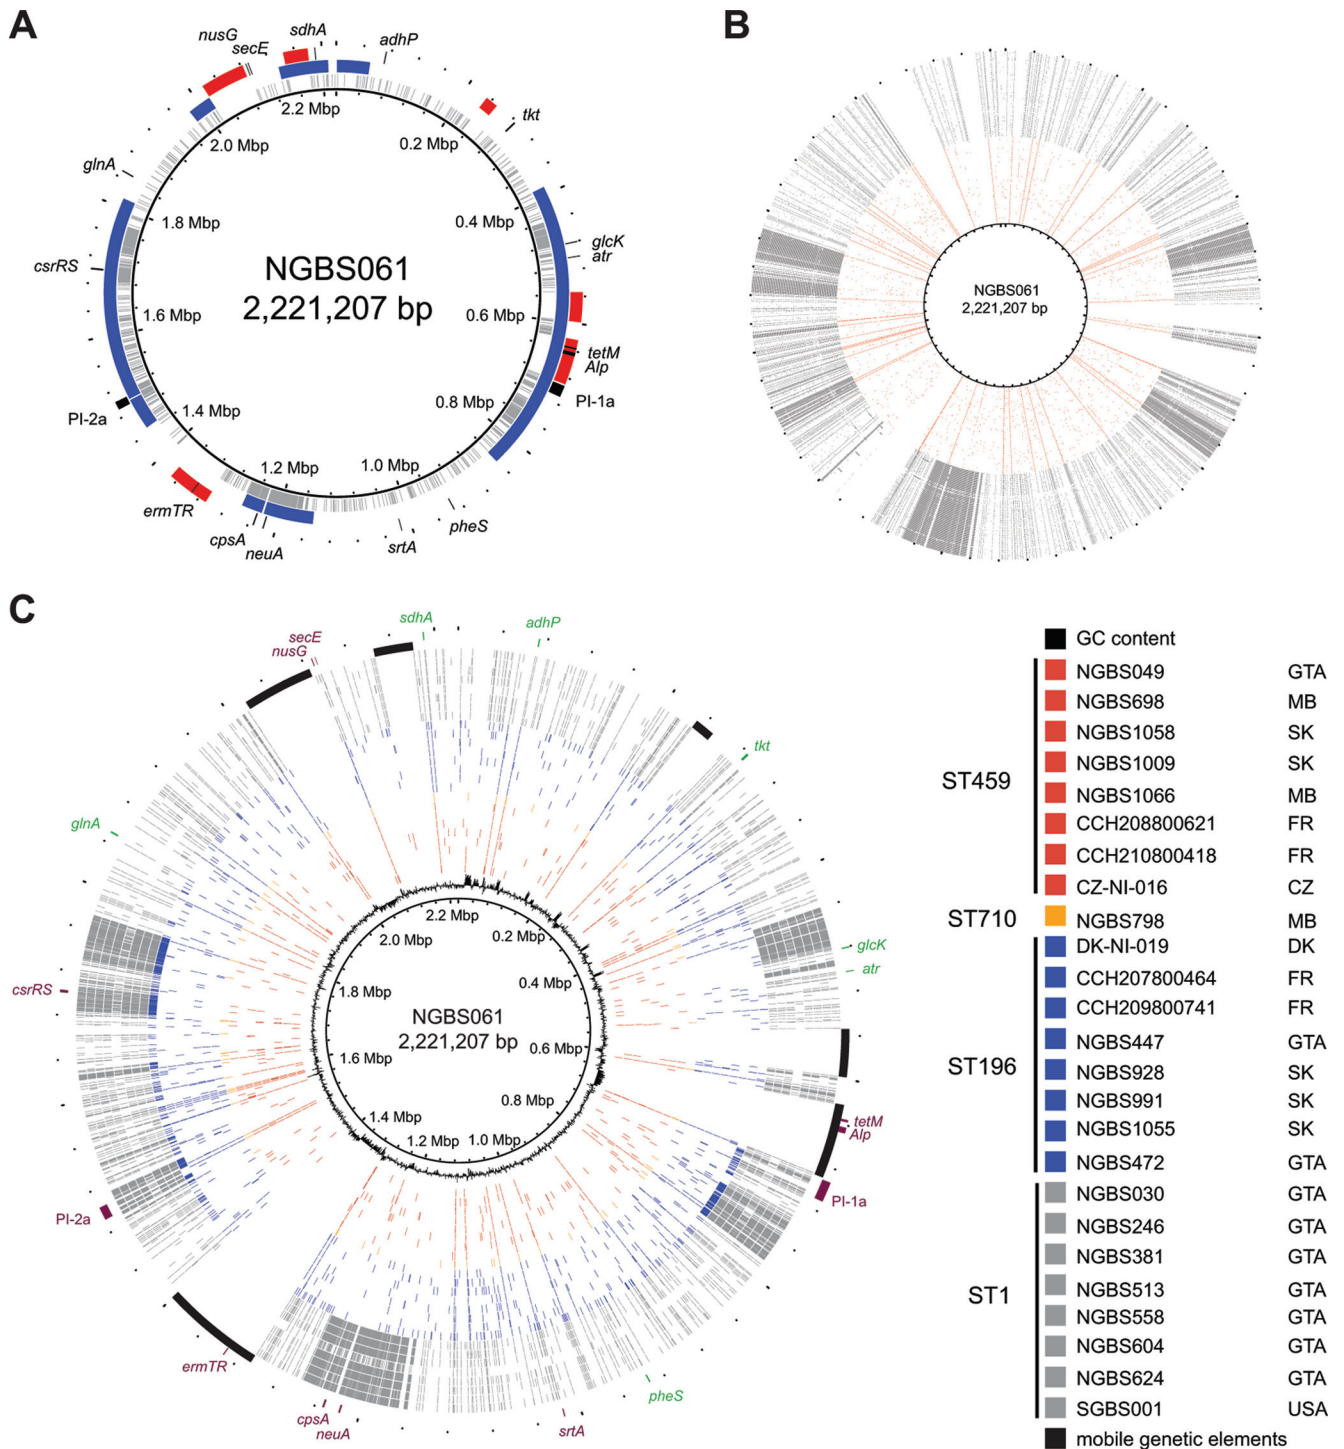 A
nusG
secE
sdhA
adhP
tkt
glnA
csrRS
glcK
atr
tetM
Alp
PI-1a
PI-2a
ermTR
cpsA
neuA
srtA
pheS
2.2 Mbp
0.2 Mbp
2.0 Mbp
0.4 Mbp
1.8 Mbp
0.6 Mbp
1.6 Mbp
0.8 Mbp
1.4 Mbp
1.0 Mbp
1.2 Mbp
NGBS061
2,221,207 bp
B
NGBS061
2,221,207 bp
C
secE
nusG
sdhA
adhP
tkt
glnA
glcK
atr
csrRS
tetM
Alp
PI-1a
PI-2a
ermTR
cpsA
neuA
srtA
pheS
2.2 Mbp
2.0 Mbp
0.2 Mbp
1.8 Mbp
0.4 Mbp
NGBS061
2,221,207 bp
1.6 Mbp
0.6 Mbp
1.4 Mbp
0.8 Mbp
1.2 Mbp
1.0 Mbp
GC content
ST459
NGBS049 GTA
NGBS698 MB
NGBS1058 SK
NGBS1009 SK
NGBS1066 MB
CCH208800621 FR
CCH210800418 FR
CZ-NI-016 CZ
ST710
NGBS798 MB
ST196
DK-NI-019 DK
CCH207800464 FR
CCH209800741 FR
NGBS447 GTA
NGBS928 SK
NGBS991 SK
NGBS1055 SK
NGBS472 GTA
ST1
NGBS030 GTA
NGBS246 GTA
NGBS381 GTA
NGBS513 GTA
NGBS558 GTA
NGBS604 GTA
NGBS624 GTA
SGBS001 USA
mobile genetic elements